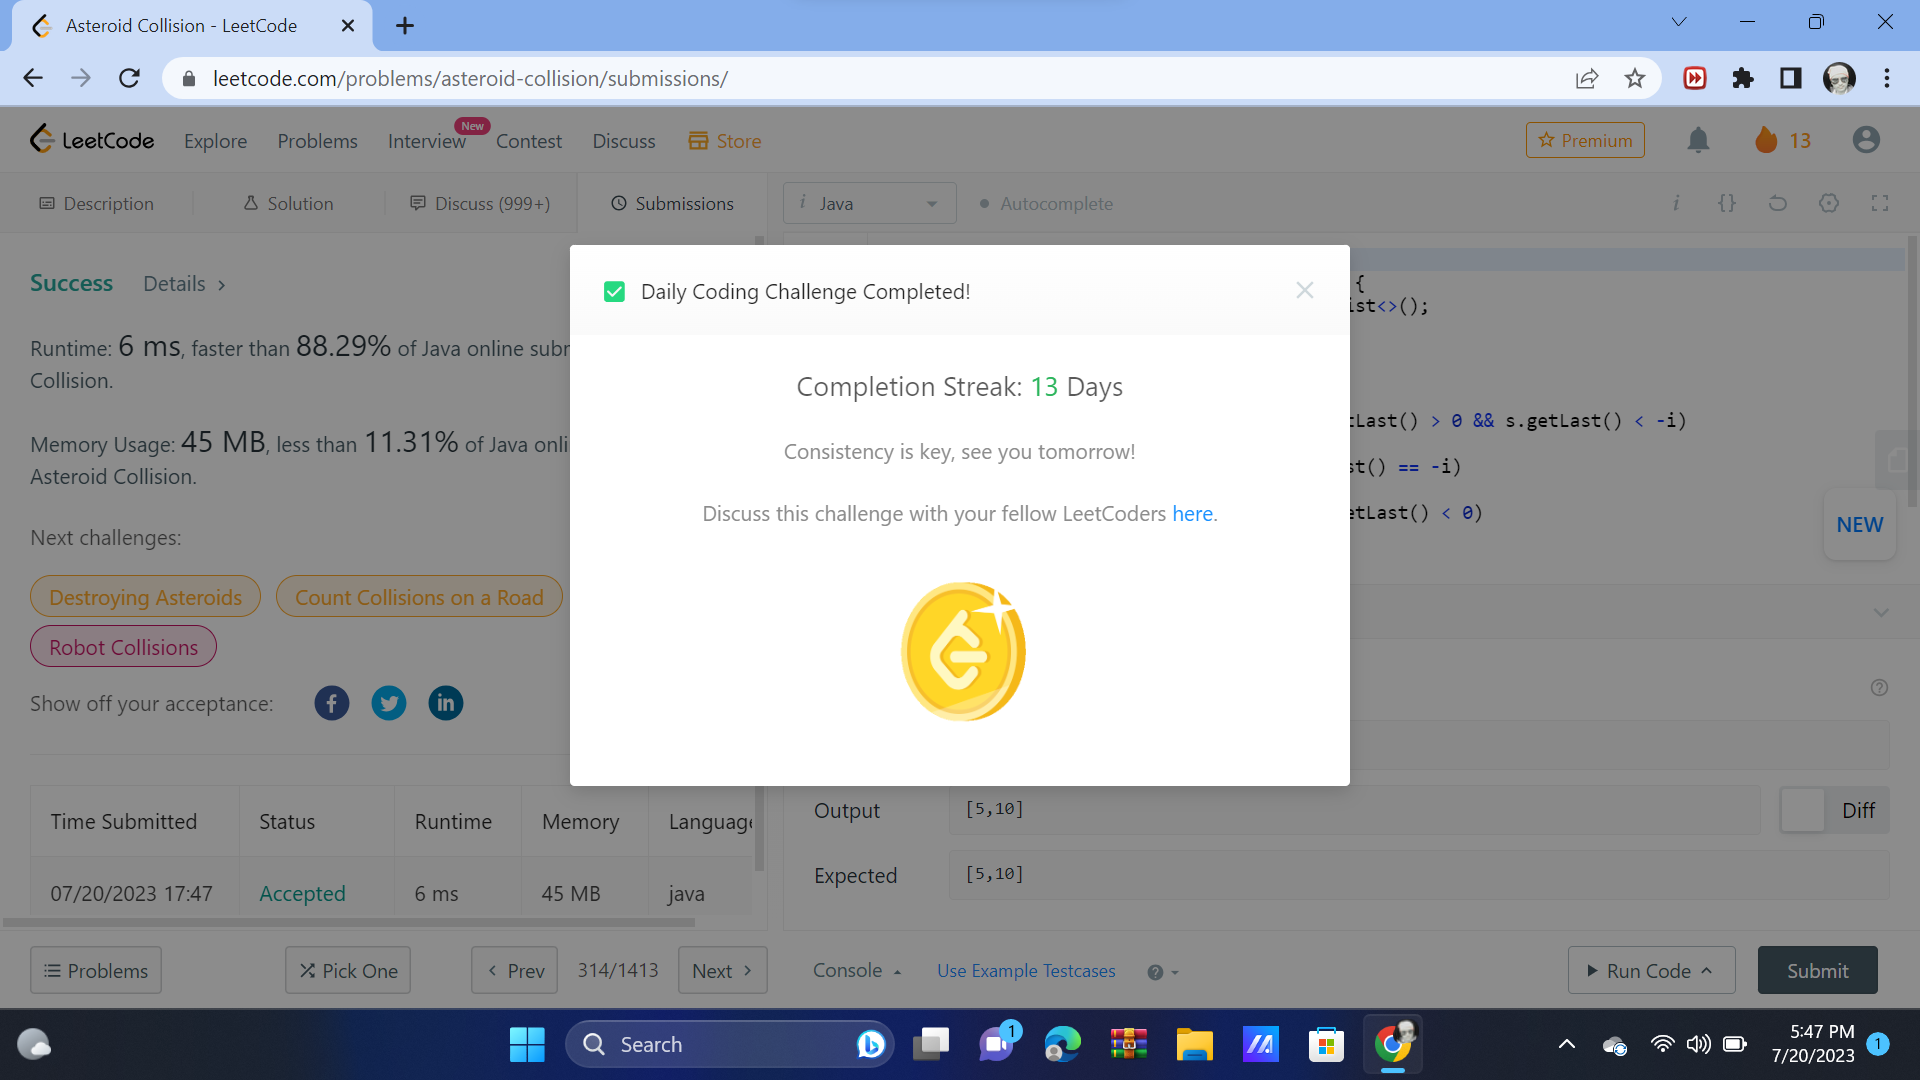 Asteroid Collision - LeetCode
leetcode.com/problems/asteroid-collision/submissions/
LeetCode Explore Problems Interview New Contest Discuss Store Premium 13
Description Solution Discuss (999+) Submissions i Java Autocomplete i {}
Success Details >
Daily Coding Challenge Completed!
{
ist<>();
Runtime: 6 ms, faster than 88.29% of Java online subr
Collision.
Completion Streak: 13 Days
Memory Usage: 45 MB, less than 11.31% of Java onli
Asteroid Collision.
Consistency is key, see you tomorrow!
Discuss this challenge with your fellow LeetCoders here.
tLast() > 0 && s.getLast() < -i)
st() == -i)
etLast() < 0)
NEW
Next challenges:
Destroying Asteroids Count Collisions on a Road
Robot Collisions
Show off your acceptance:
Time Submitted Status Runtime Memory Language
07/20/2023 17:47 Accepted 6 ms 45 MB java
Output [5,10] Diff
Expected [5,10]
Problems Pick One Prev 314/1413 Next Console Use Example Testcases Run Code Submit
Search 1
5:47 PM
7/20/2023 1